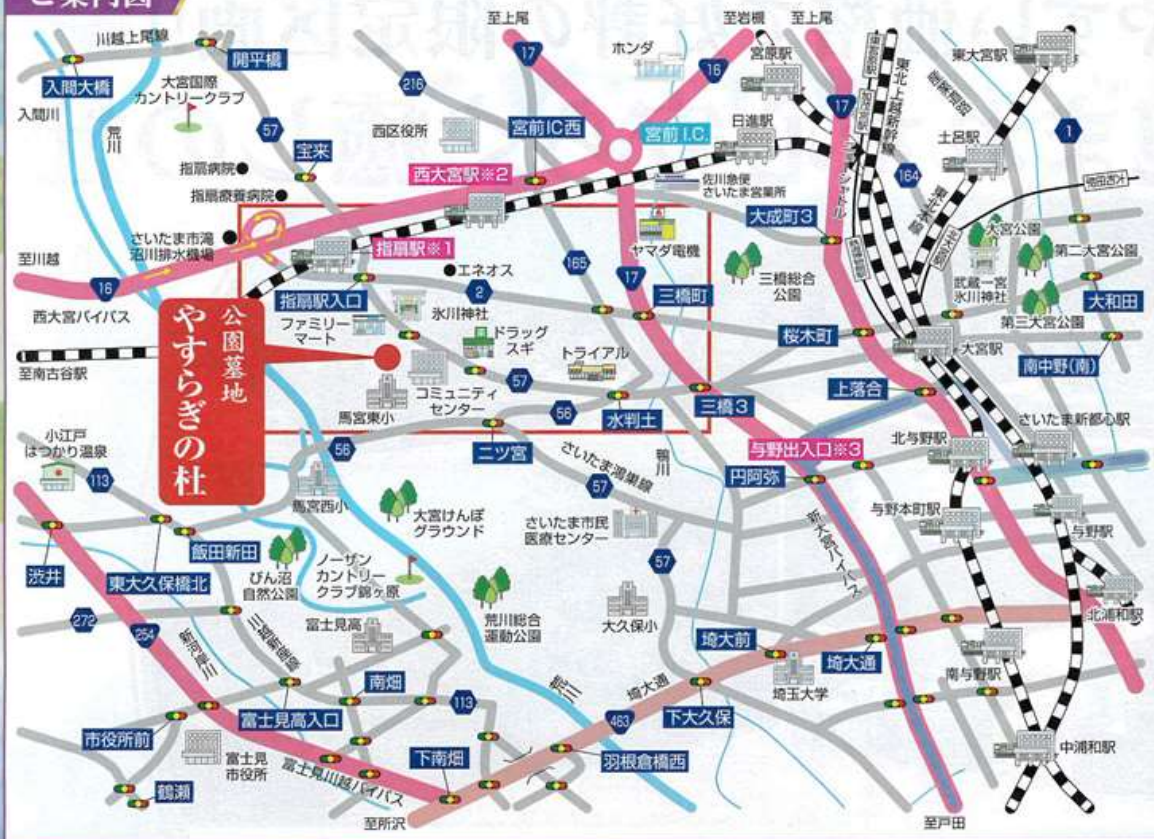 ご案内図
至上尾
至岩槻
至上尾
川越上尾線
開平橋
入間大橋
入間川
荒川
大宮国際
カントリークラブ
57
宝来
216
西区役所
17
ホンダ
16
宮原駅
宮前IC西
宮前I.C.
日進駅
17
ニューシャトル
東北上越新幹線
164
東北本線
東大宮駅
土呂駅
1
指扇病院
指扇療養病院
西大宮駅※2
佐川急便
さいたま営業所
大成町3
さいたま市滝
沼川排水機場
指扇駅※1
ヤマダ電機
三橋総合
公園
大宮公園
武蔵一宮
氷川神社
第二大宮公園
第三大宮公園
大和田
至川越
16
西大宮バイパス
指扇駅入口
エネオス
2
165
17
三橋町
氷川神社
ファミリー
マート
ドラッグ
スギ
トライアル
桜木町
大宮駅
南中野(南)
至南古谷駅
公園墓地
やすらぎの杜
馬宮東小
コミュニティ
センター
57
56
水判土
三橋3
上落合
さいたま新都心駅
小江戸
はつかり温泉
113
56
二ツ宮
さいたま鴻巣線
57
鴨川
与野出入口※3
円阿弥
北与野駅
馬宮西小
大宮けんぽ
グラウンド
さいたま市民
医療センター
新大宮バイパス
与野本町駅
与野駅
渋井
東大久保橋北
飯田新田
びん沼
自然公園
ノーザン
カントリー
クラブ錦ヶ原
57
272
254
新河岸川
川越新座線
富士見高
荒川総合
運動公園
大久保小
北浦和駅
埼大前
埼大通
埼玉大学
南与野駅
南畑
富士見高入口
113
荒川
埼大通
463
下大久保
市役所前
富士見
市役所
富士見川越バイパス
下南畑
羽根倉橋西
中浦和駅
鶴瀬
至所沢
至戸田